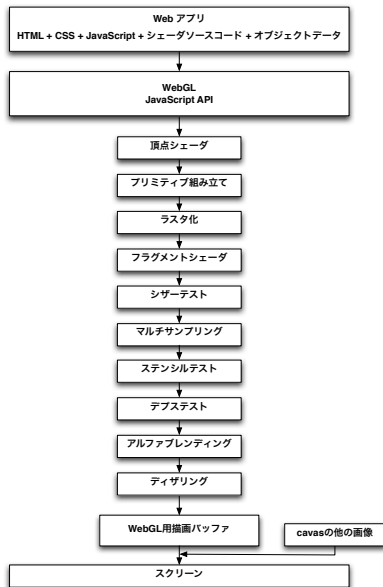 Web アプリ
HTML + CSS + JavaScript + シェーダソースコード + オブジェクトデータ
WebGL
JavaScript API
頂点シェーダ
プリミティブ組み立て
ラスタ化
フラグメントシェーダ
シザーテスト
マルチサンプリング
ステンシルテスト
デプステスト
アルファブレンディング
ディザリング
WebGL用描画バッファ
cavasの他の画像
スクリーン